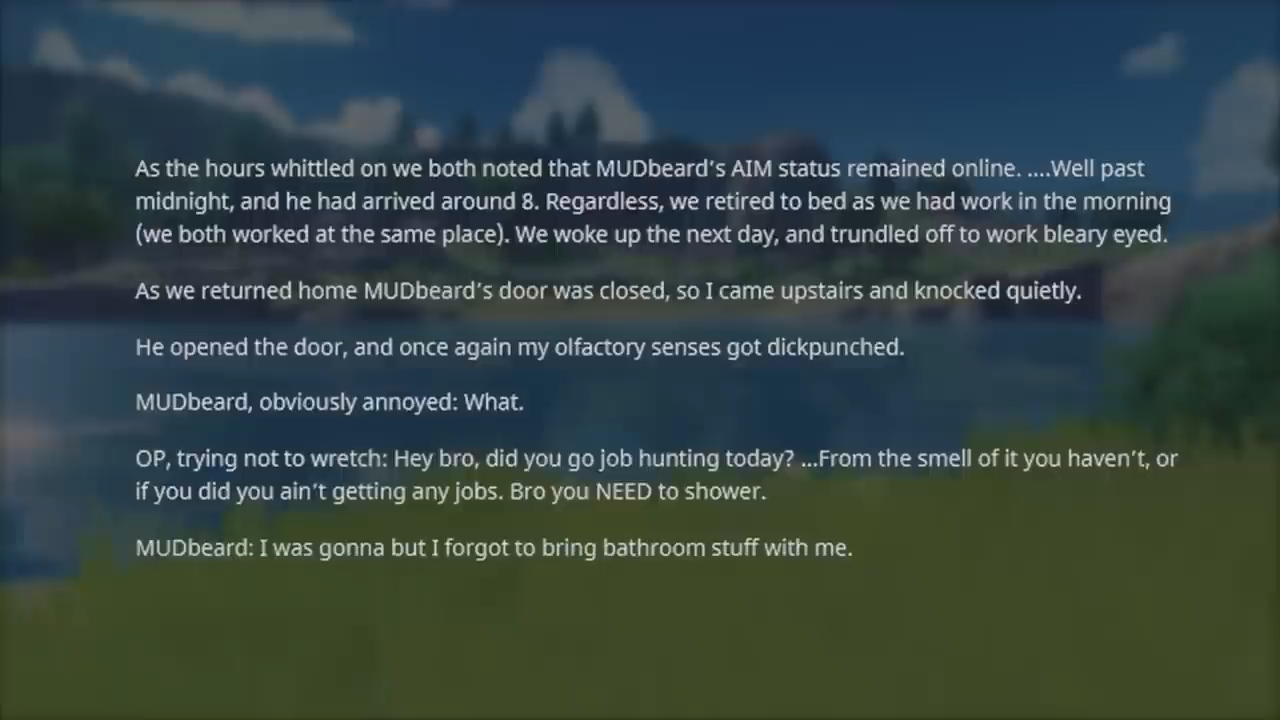 As the hours whittled on we both noted that MUDbeard's AIM status remained online. ....Well past
midnight, and he had arrived around 8. Regardless, we retired to bed as we had work in the morning
(we both worked at the same place). We woke up the next day, and trundled off to work bleary eyed.
As we returned home MUDbeard's door was closed, so I came upstairs and knocked quietly.
He opened the door, and once again my olfactory senses got dickpunched.
MUDbeard, obviously annoyed: What.
OP, trying not to wretch: Hey bro, did you go job hunting today? ...From the smell of it you haven't, or
if you did you ain't getting any jobs. Bro you NEED to shower.
MUDbeard: I was gonna but I forgot to bring bathroom stuff with me.